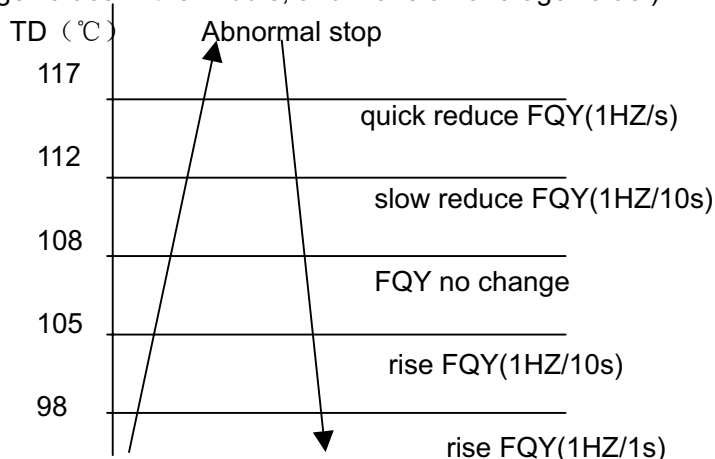 TD（℃） Abnormal stop
117
quick reduce FQY(1HZ/s)
112
slow reduce FQY(1HZ/10s)
108
FQY no change
105
rise FQY(1HZ/10s)
98
rise FQY(1HZ/1s)